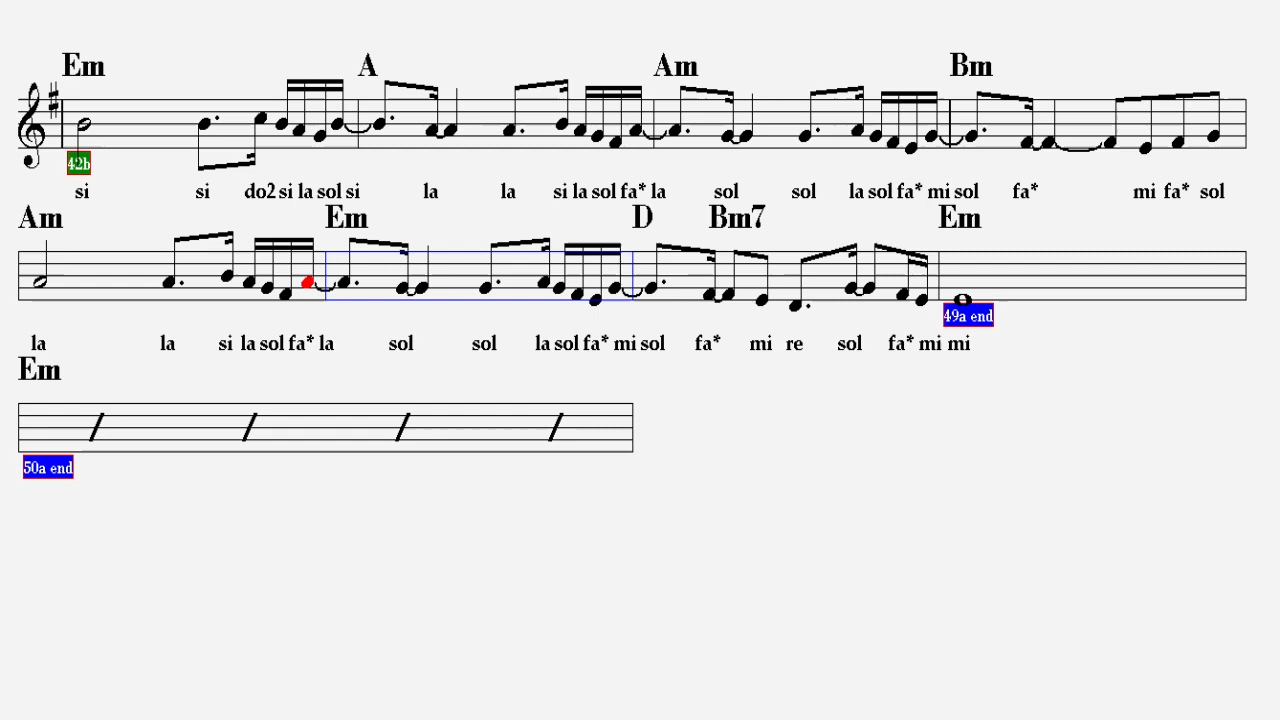 Em A Am Bm
42b
si si do2 si la sol si la la si la sol fa* la sol sol la sol fa* mi sol fa* mi fa* sol
Am Em D Bm7 Em
49a end
la la si la sol fa* la sol sol la sol fa* mi sol fa* mi re sol fa* mi mi
Em
50a end